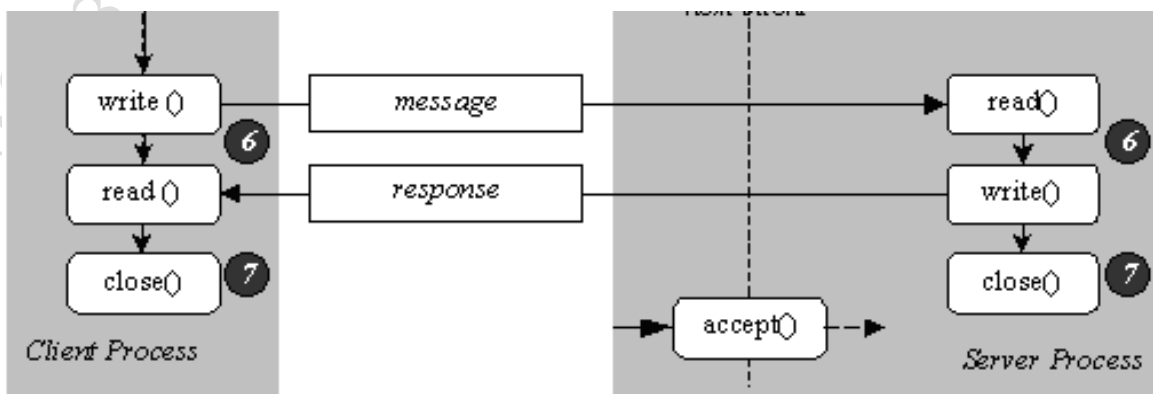 write () message read()
6 6
read () response write()
close() 7 close() 7
accept()
Client Process
Server Process